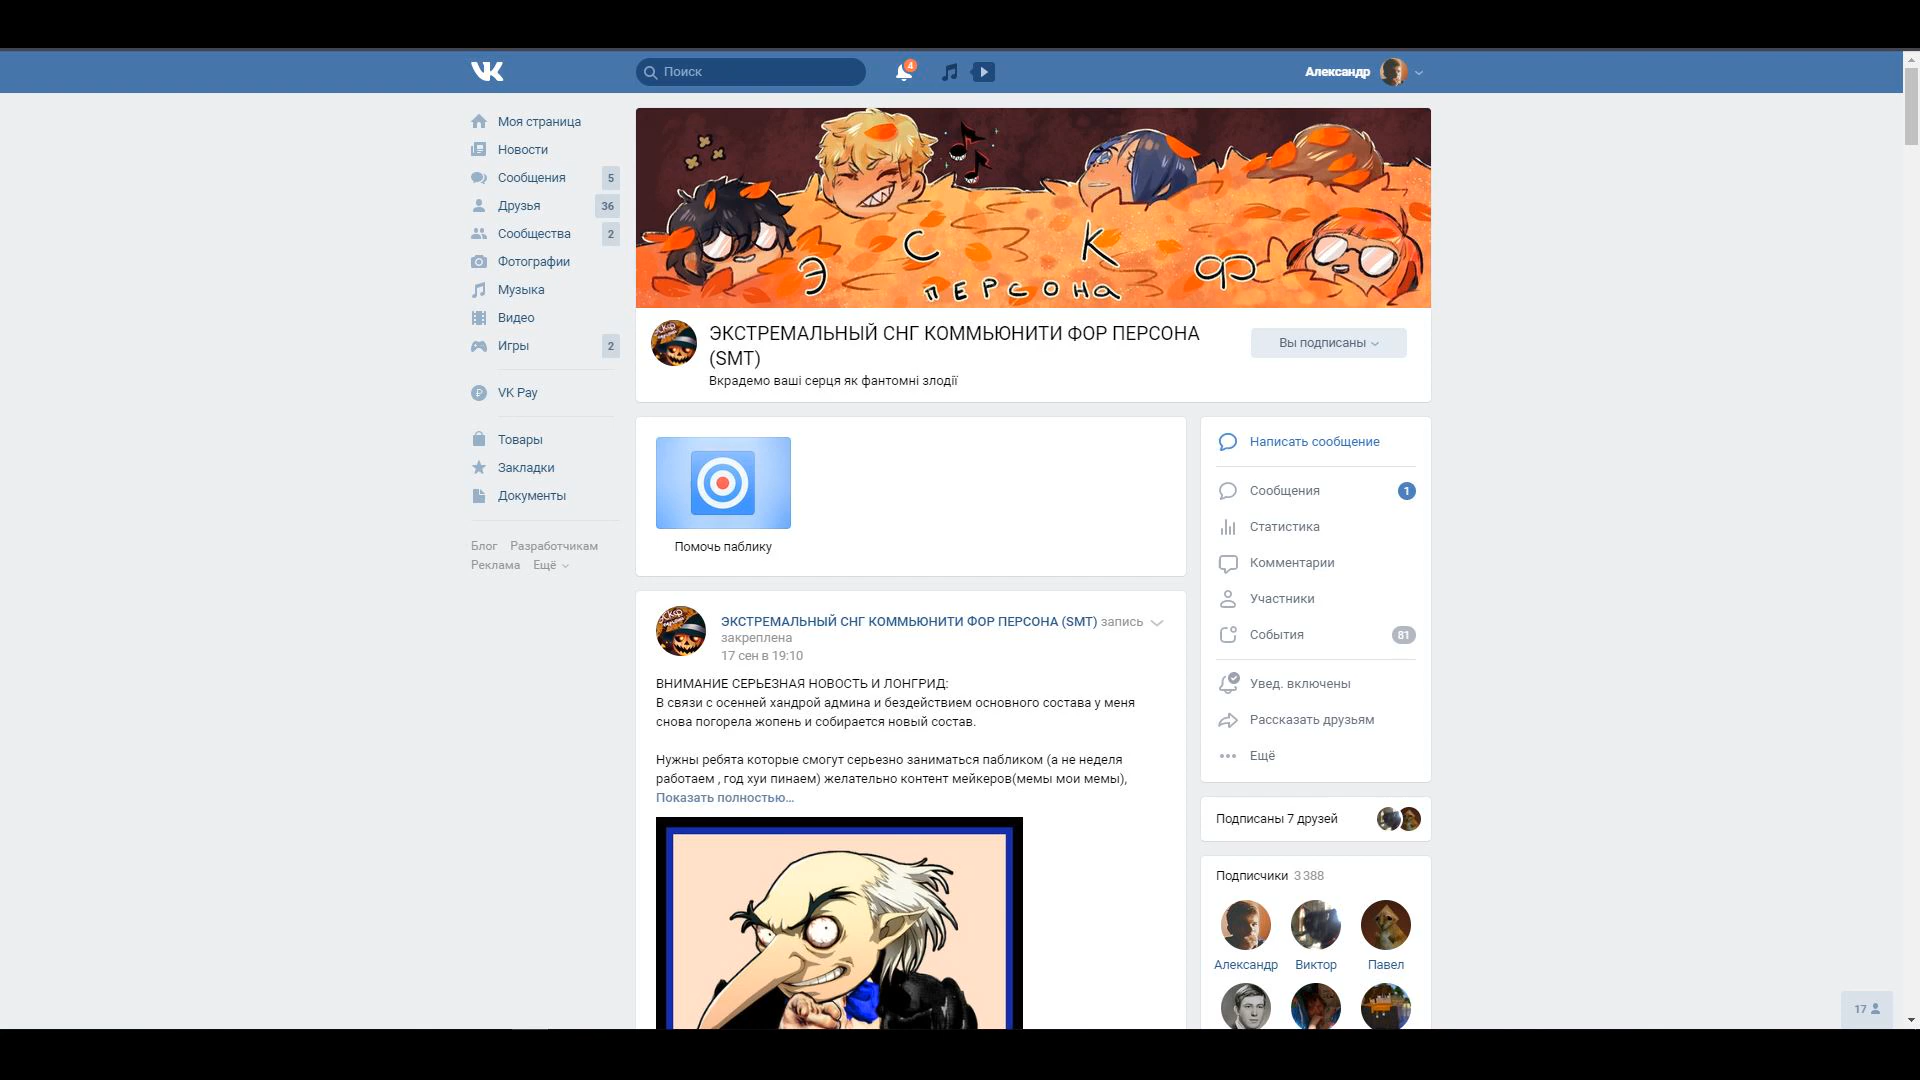 Поиск
4
Александр
Моя страница
Новости
Сообщения 5
Друзья 36
Сообщества 2
Фотографии
Музыка
Видео
Игры 2
VK Pay
Товары
Закладки
Документы
Блог Разработчикам
Реклама Ещё
Э С К Ф
ПЕРСОНа
ЭКСТРЕМАЛЬНЫЙ СНГ КОММЬЮНИТИ ФОР ПЕРСОНА
(SMT)
Вкрадемо ваші серця як фантомні злодії
Вы подписаны
Помочь паблику
ЭКСТРЕМАЛЬНЫЙ СНГ КОММЬЮНИТИ ФОР ПЕРСОНА (SMT) запись
закреплена
17 сен в 19:10
ВНИМАНИЕ СЕРЬЕЗНАЯ НОВОСТЬ И ЛОНГРИД:
В связи с осенней хандрой админа и бездействием основного состава у меня
снова погорела жопень и собирается новый состав.
Нужны ребята которые смогут серьезно заниматься пабликом (а не неделя
работаем , год хуи пинаем) желательно контент мейкеров(мемы мои мемы),
Показать полностью...
Написать сообщение
Сообщения 1
Статистика
Комментарии
Участники
События 81
Увед. включены
Рассказать друзьям
Ещё
Подписаны 7 друзей
Подписчики 3 388
Александр Виктор Павел
17